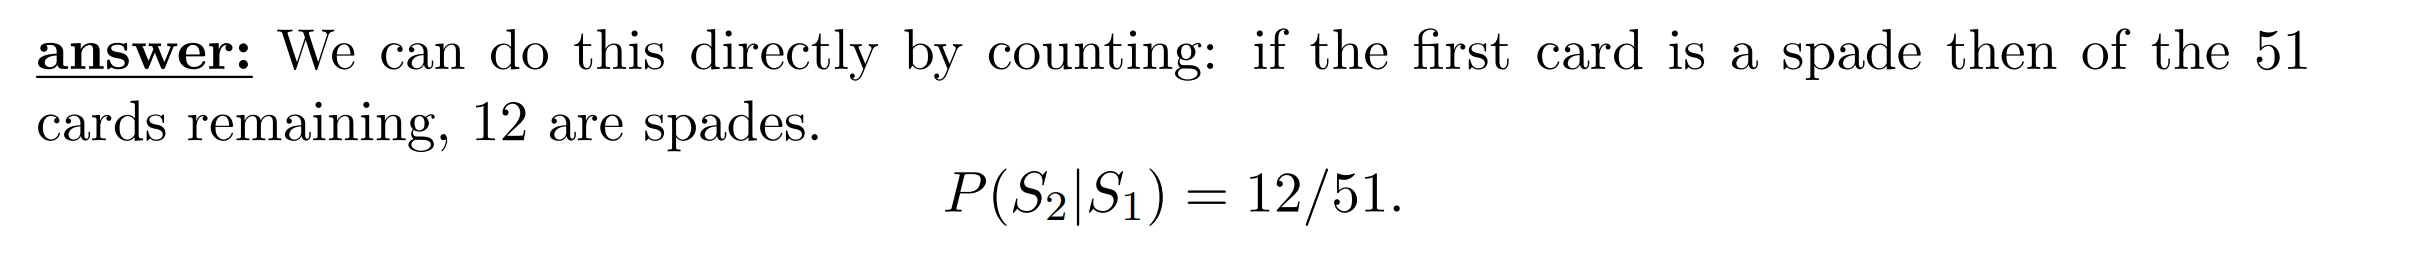 answer: We can do this directly by counting: if the first card is a spade then of the 51
cards remaining, 12 are spades.
P(S₂|S₁) = 12/51.